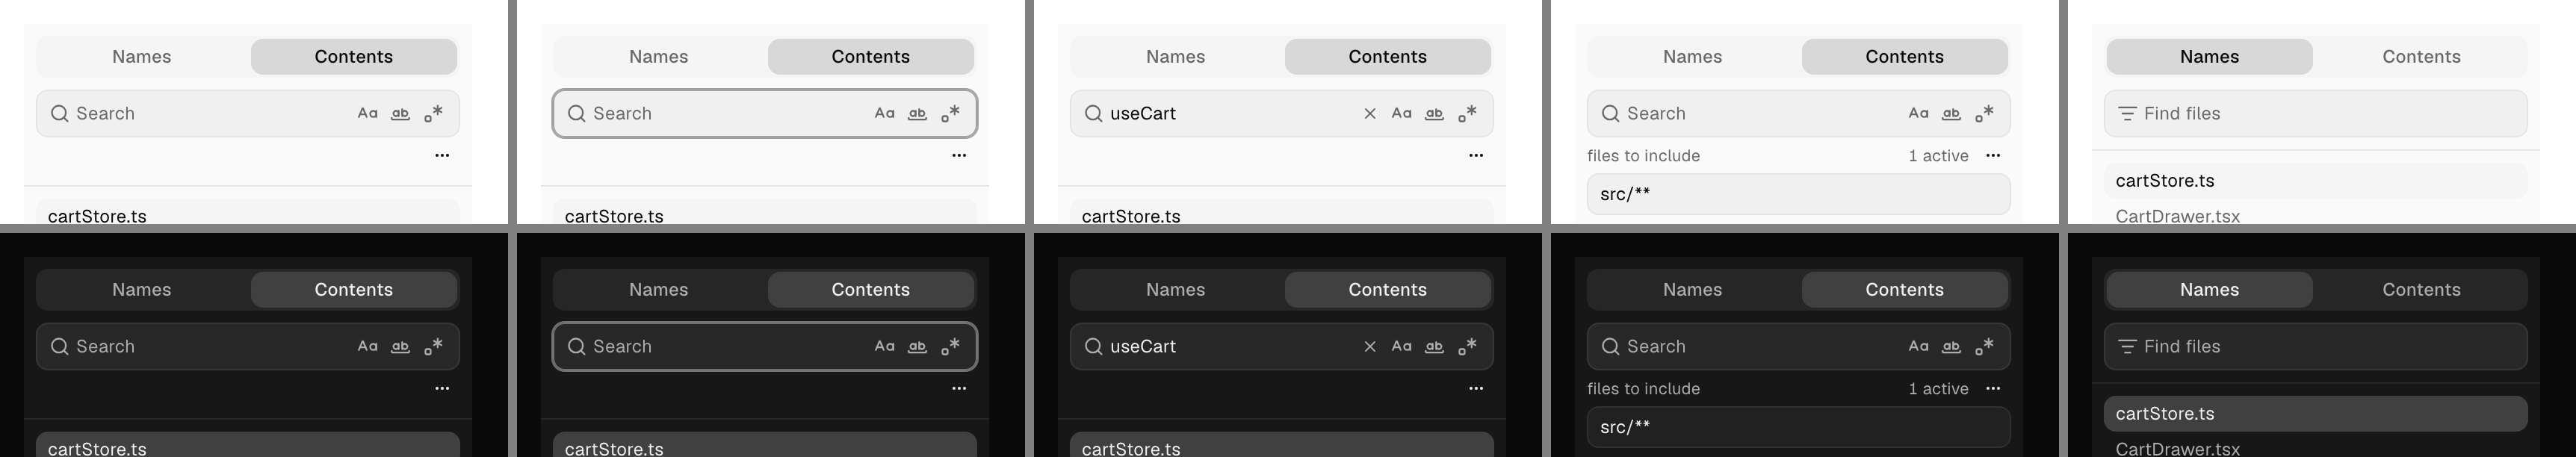 Names Contents
Search Aa ab .*
...
cartStore.ts
Names Contents
Search Aa ab .*
...
cartStore.ts
Names Contents
useCart × Aa ab .*
...
cartStore.ts
Names Contents
Search Aa ab .*
files to include 1 active ...
src/**
Names Contents
Find files
cartStore.ts
CartDrawer.tsx
Names Contents
Search Aa ab .*
...
cartStore.ts
Names Contents
Search Aa ab .*
...
cartStore.ts
Names Contents
useCart × Aa ab .*
...
cartStore.ts
Names Contents
Search Aa ab .*
files to include 1 active ...
src/**
Names Contents
Find files
cartStore.ts
CartDrawer.tsx